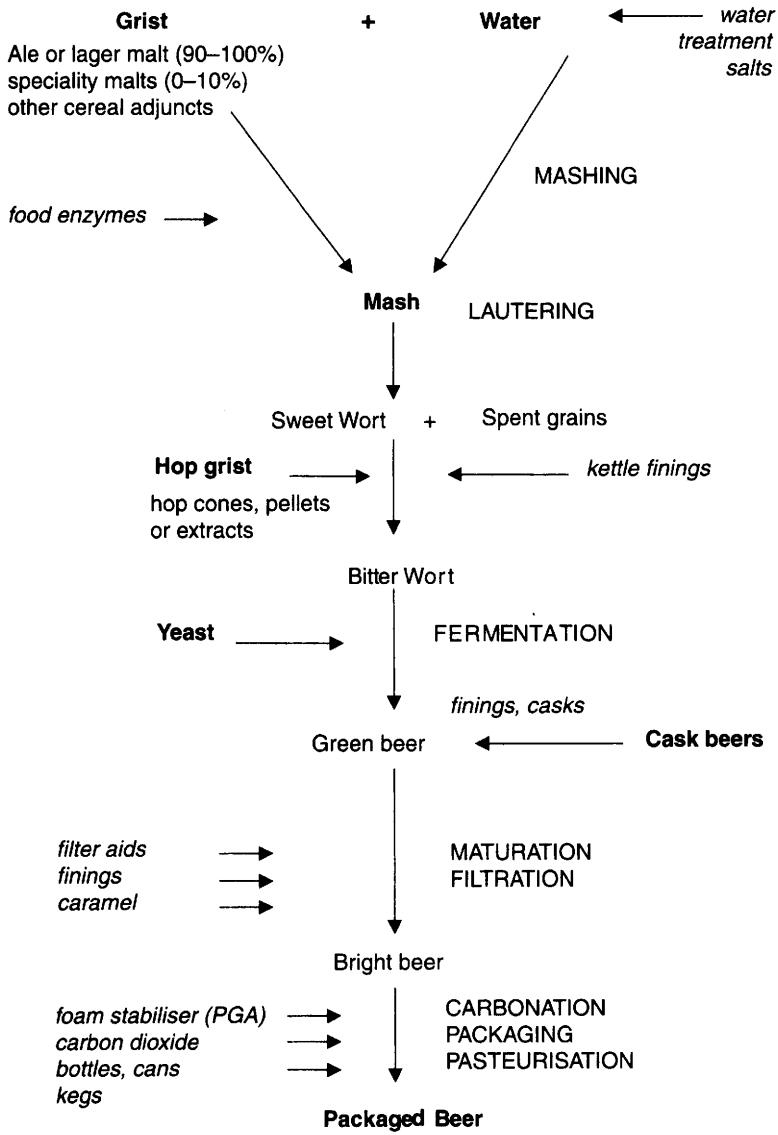 Grist + Water water
treatment
salts
Ale or lager malt (90–100%)
speciality malts (0–10%)
other cereal adjuncts
MASHING
food enzymes
Mash LAUTERING
Sweet Wort + Spent grains
Hop grist kettle finings
hop cones, pellets
or extracts
Bitter Wort
Yeast FERMENTATION
finings, casks
Green beer Cask beers
filter aids MATURATION
finings FILTRATION
caramel
Bright beer
foam stabiliser (PGA) CARBONATION
carbon dioxide PACKAGING
bottles, cans PASTEURISATION
kegs
Packaged Beer